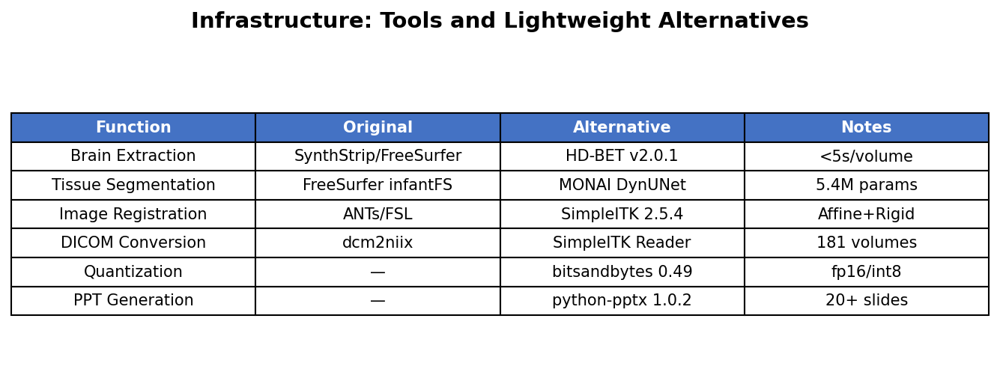 Infrastructure: Tools and Lightweight Alternatives
Function Original Alternative Notes
Brain Extraction SynthStrip/FreeSurfer HD-BET v2.0.1 <5s/volume
Tissue Segmentation FreeSurfer infantFS MONAI DynUNet 5.4M params
Image Registration ANTs/FSL SimpleITK 2.5.4 Affine+Rigid
DICOM Conversion dcm2niix SimpleITK Reader 181 volumes
Quantization — bitsandbytes 0.49 fp16/int8
PPT Generation — python-pptx 1.0.2 20+ slides